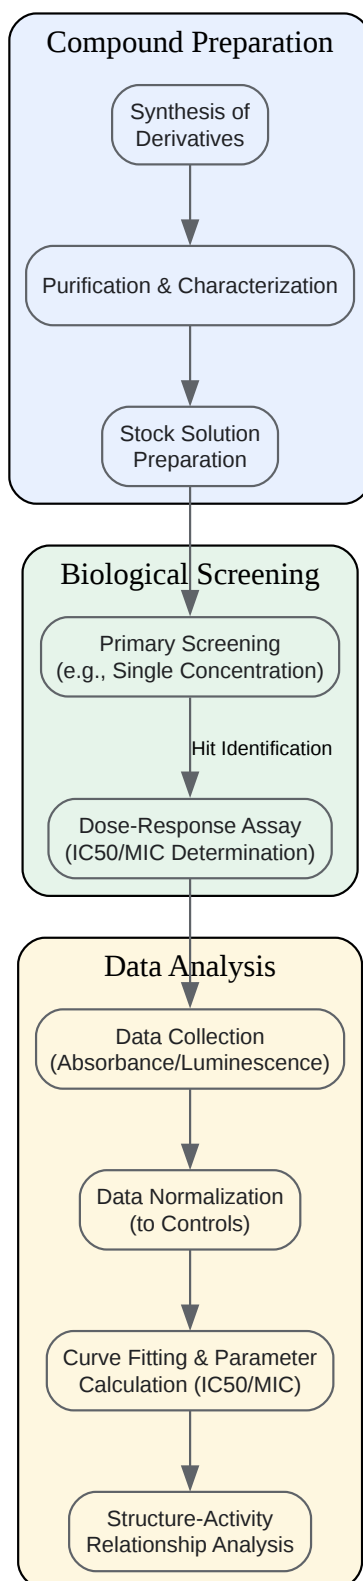 Compound Preparation
Synthesis of
Derivatives
Purification & Characterization
Stock Solution
Preparation
Biological Screening
Primary Screening
(e.g., Single Concentration)
Hit Identification
Dose-Response Assay
(IC50/MIC Determination)
Data Analysis
Data Collection
(Absorbance/Luminescence)
Data Normalization
(to Controls)
Curve Fitting & Parameter
Calculation (IC50/MIC)
Structure-Activity
Relationship Analysis